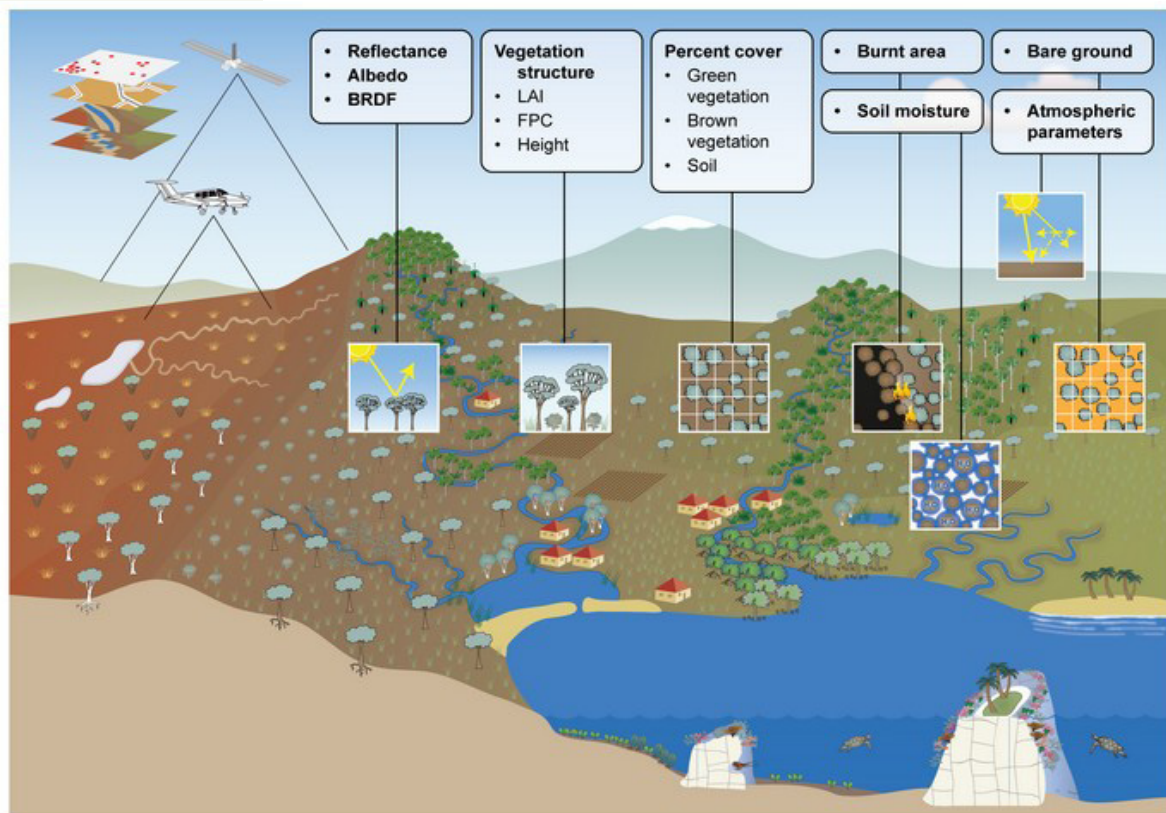 • Reflectance
• Albedo
• BRDF
Vegetation
structure
• LAI
• FPC
• Height
Percent cover
• Green
vegetation
• Brown
vegetation
• Soil
• Burnt area
• Soil moisture
• Bare ground
• Atmospheric
parameters